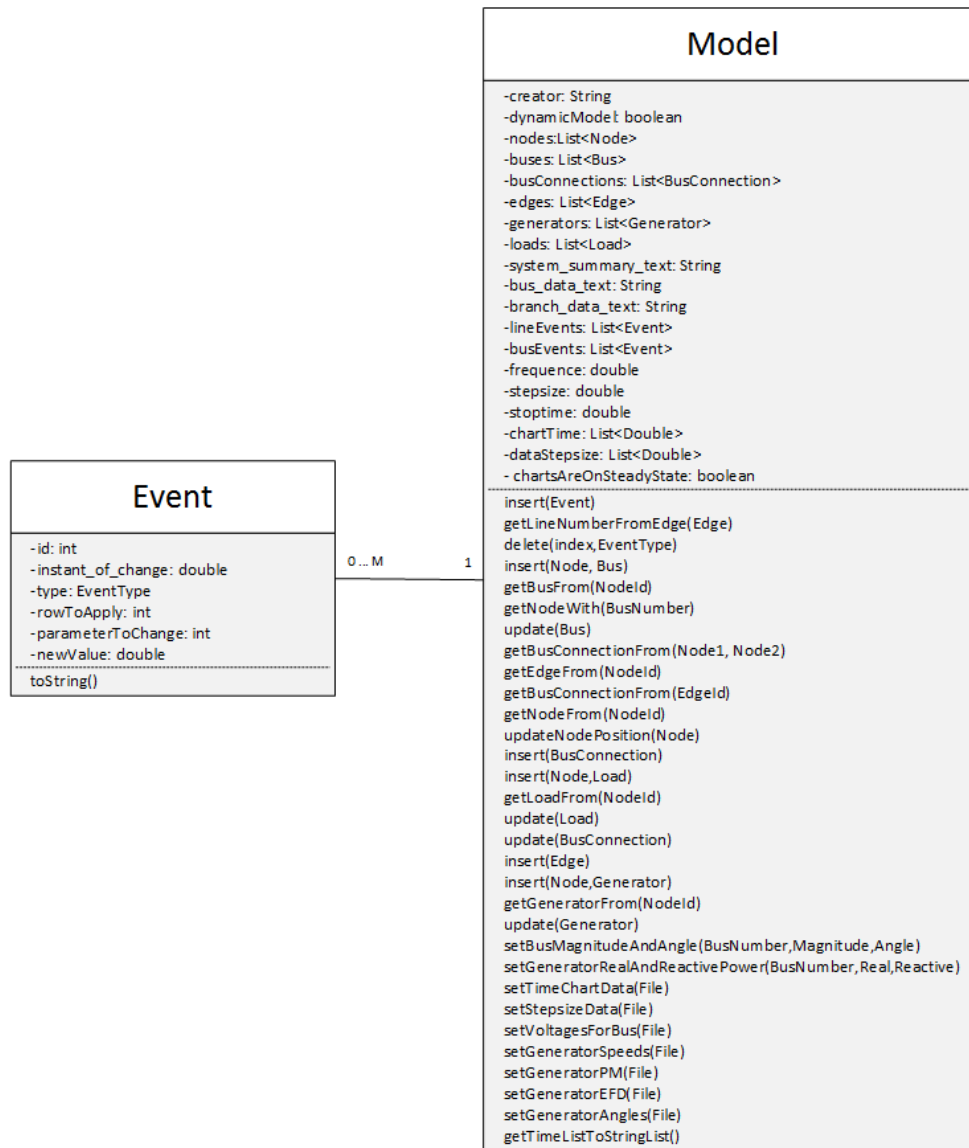 Model
-creator: String
-dynamicModel: boolean
-nodes:List<Node>
-buses: List<Bus>
-busConnections: List<BusConnection>
-edges: List<Edge>
-generators: List<Generator>
-loads: List<Load>
-system_summary_text: String
-bus_data_text: String
-branch_data_text: String
-lineEvents: List<Event>
-busEvents: List<Event>
-frequence: double
-stepsize: double
-stoptime: double
-chartTime: List<Double>
-dataStepsize: List<Double>
- chartsAreOnSteadyState: boolean
insert(Event)
getLineNumberFromEdge(Edge)
delete(index,EventType)
insert(Node, Bus)
getBusFrom(NodeId)
getNodeWith(BusNumber)
update(Bus)
getBusConnectionFrom(Node1, Node2)
getEdgeFrom(NodeId)
getBusConnectionFrom(EdgeId)
getNodeFrom(NodeId)
updateNodePosition(Node)
insert(BusConnection)
insert(Node,Load)
getLoadFrom(NodeId)
update(Load)
update(BusConnection)
insert(Edge)
insert(Node,Generator)
getGeneratorFrom(NodeId)
update(Generator)
setBusMagnitudeAndAngle(BusNumber,Magnitude,Angle)
setGeneratorRealAndReactivePower(BusNumber,Real,Reactive)
setTimeChartData(File)
setStepsizeData(File)
setVoltagesForBus(File)
setGeneratorSpeeds(File)
setGeneratorPM(File)
setGeneratorEFD(File)
setGeneratorAngles(File)
getTimeListToStringList()
Event
-id: int
-instant_of_change: double
-type: EventType
-rowToApply: int
-parameterToChange: int
-newValue: double
toString()
0 ... M
1